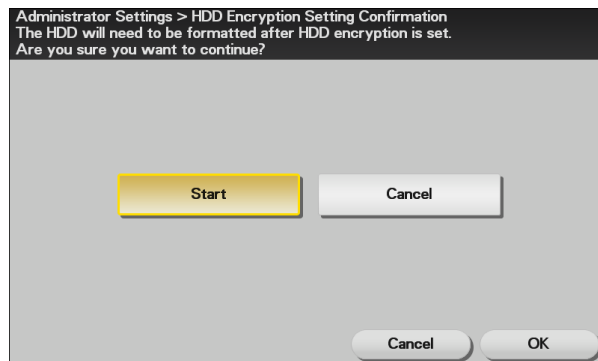 Administrator Settings > HDD Encryption Setting Confirmation
The HDD will need to be formatted after HDD encryption is set.
Are you sure you want to continue?
Start
Cancel
Cancel
OK